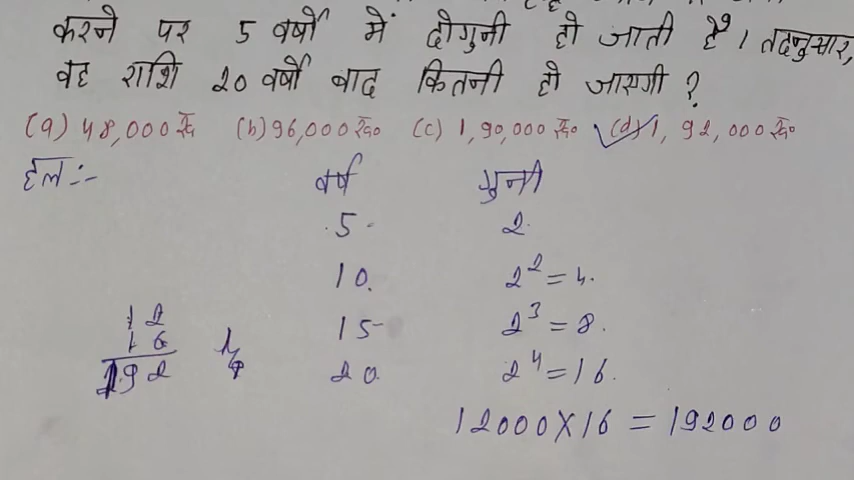 करने पर 5 वर्षों में दोगुनी हो जाती है। तदनुसार,
वह राशि 20 वर्षों बाद कितनी हो जाएगी ?
(a) 48,000 रू० (b) 96,000 रू० (c) 1,90,000 रू० (d) 1,92,000 रू०
हल :- वर्ष गुनी
5 2
10 2² = 4
15 2³ = 8
20 2⁴ = 16
12
16
192
12000 × 16 = 192000